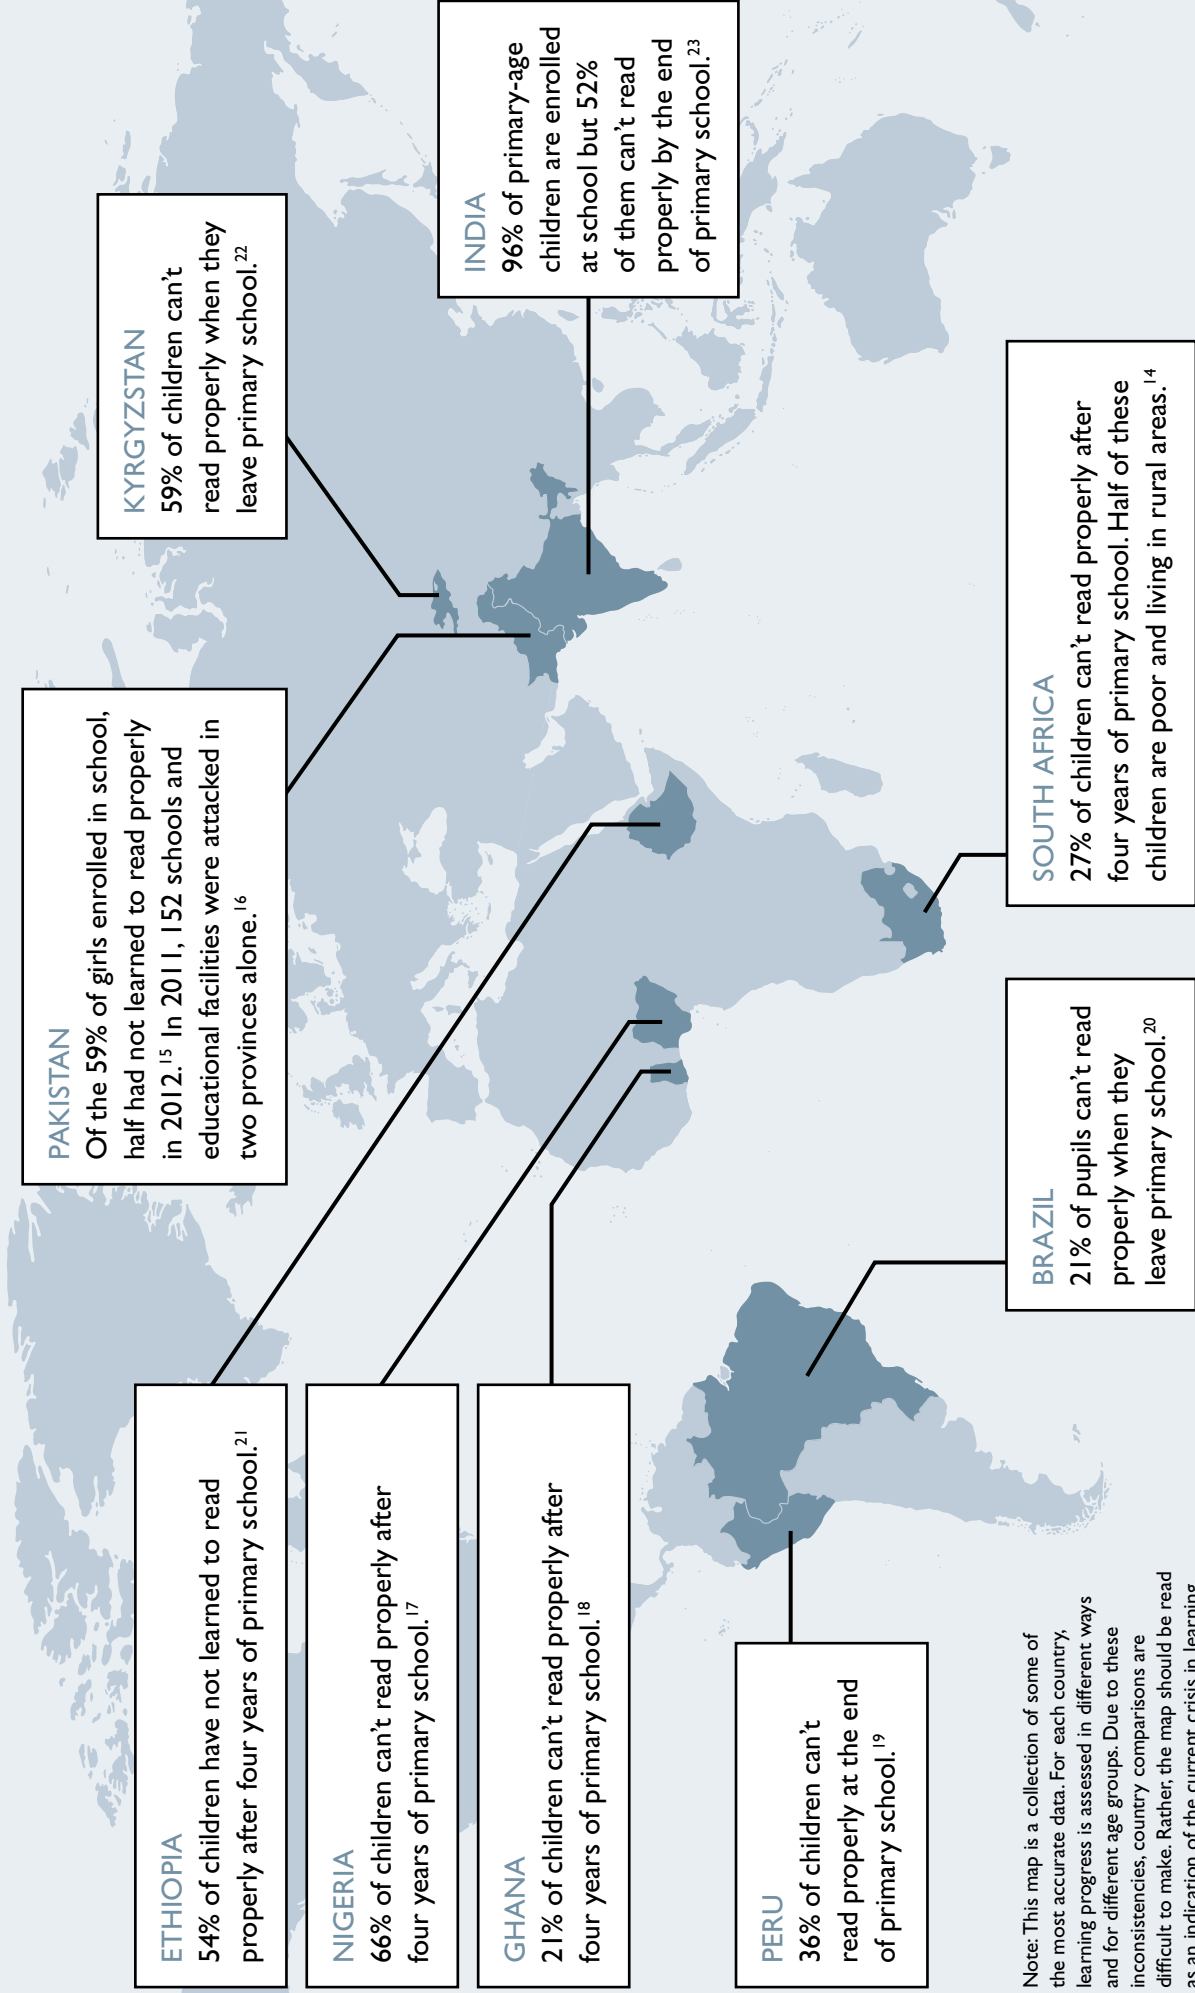 PAKISTAN
Of the 59% of girls enrolled in school,
half had not learned to read properly
in 2012.15 In 2011, 152 schools and
educational facilities were attacked in
two provinces alone.16
KYRGYZSTAN
59% of children can't
read properly when they
leave primary school.22
ETHIOPIA
54% of children have not learned to read
properly after four years of primary school.21
NIGERIA
66% of children can't read properly after
four years of primary school.17
GHANA
21% of children can't read properly after
four years of primary school.18
INDIA
96% of primary-age
children are enrolled
at school but 52%
of them can't read
properly by the end
of primary school.23
PERU
36% of children can't
read properly at the end
of primary school.19
BRAZIL
21% of pupils can't read
properly when they
leave primary school.20
SOUTH AFRICA
27% of children can't read properly after
four years of primary school. Half of these
children are poor and living in rural areas.14
Note: This map is a collection of some of
the most accurate data. For each country,
learning progress is assessed in different ways
and for different age groups. Due to these
inconsistencies, country comparisons are
difficult to make. Rather, the map should be read
as an indication of the current crisis in learning